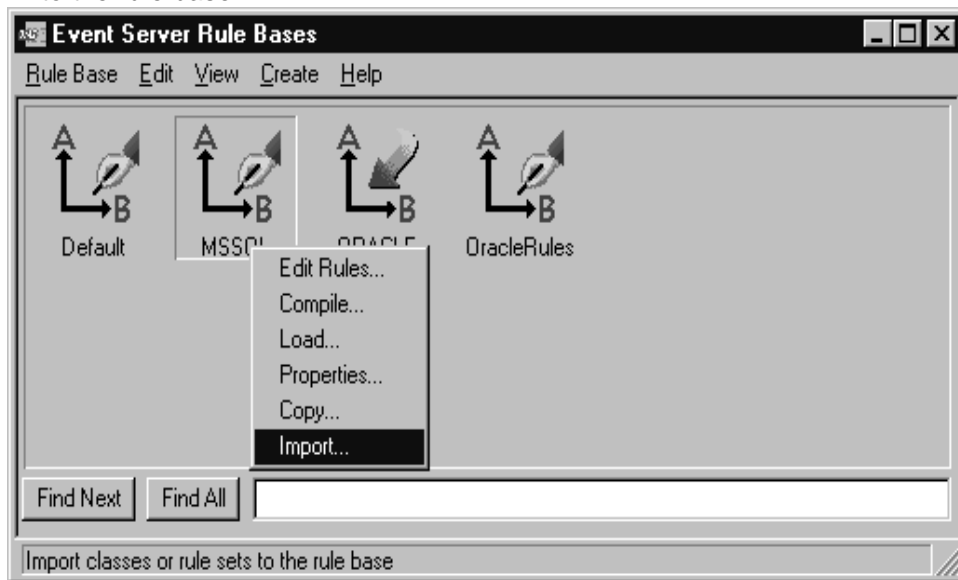 Event Server Rule Bases
Rule Base Edit View Create Help
A A A A
B B B B
Default MSSQL ORACLE OracleRules
Edit Rules...
Compile...
Load...
Properties...
Copy...
Import...
Find Next Find All
Import classes or rule sets to the rule base